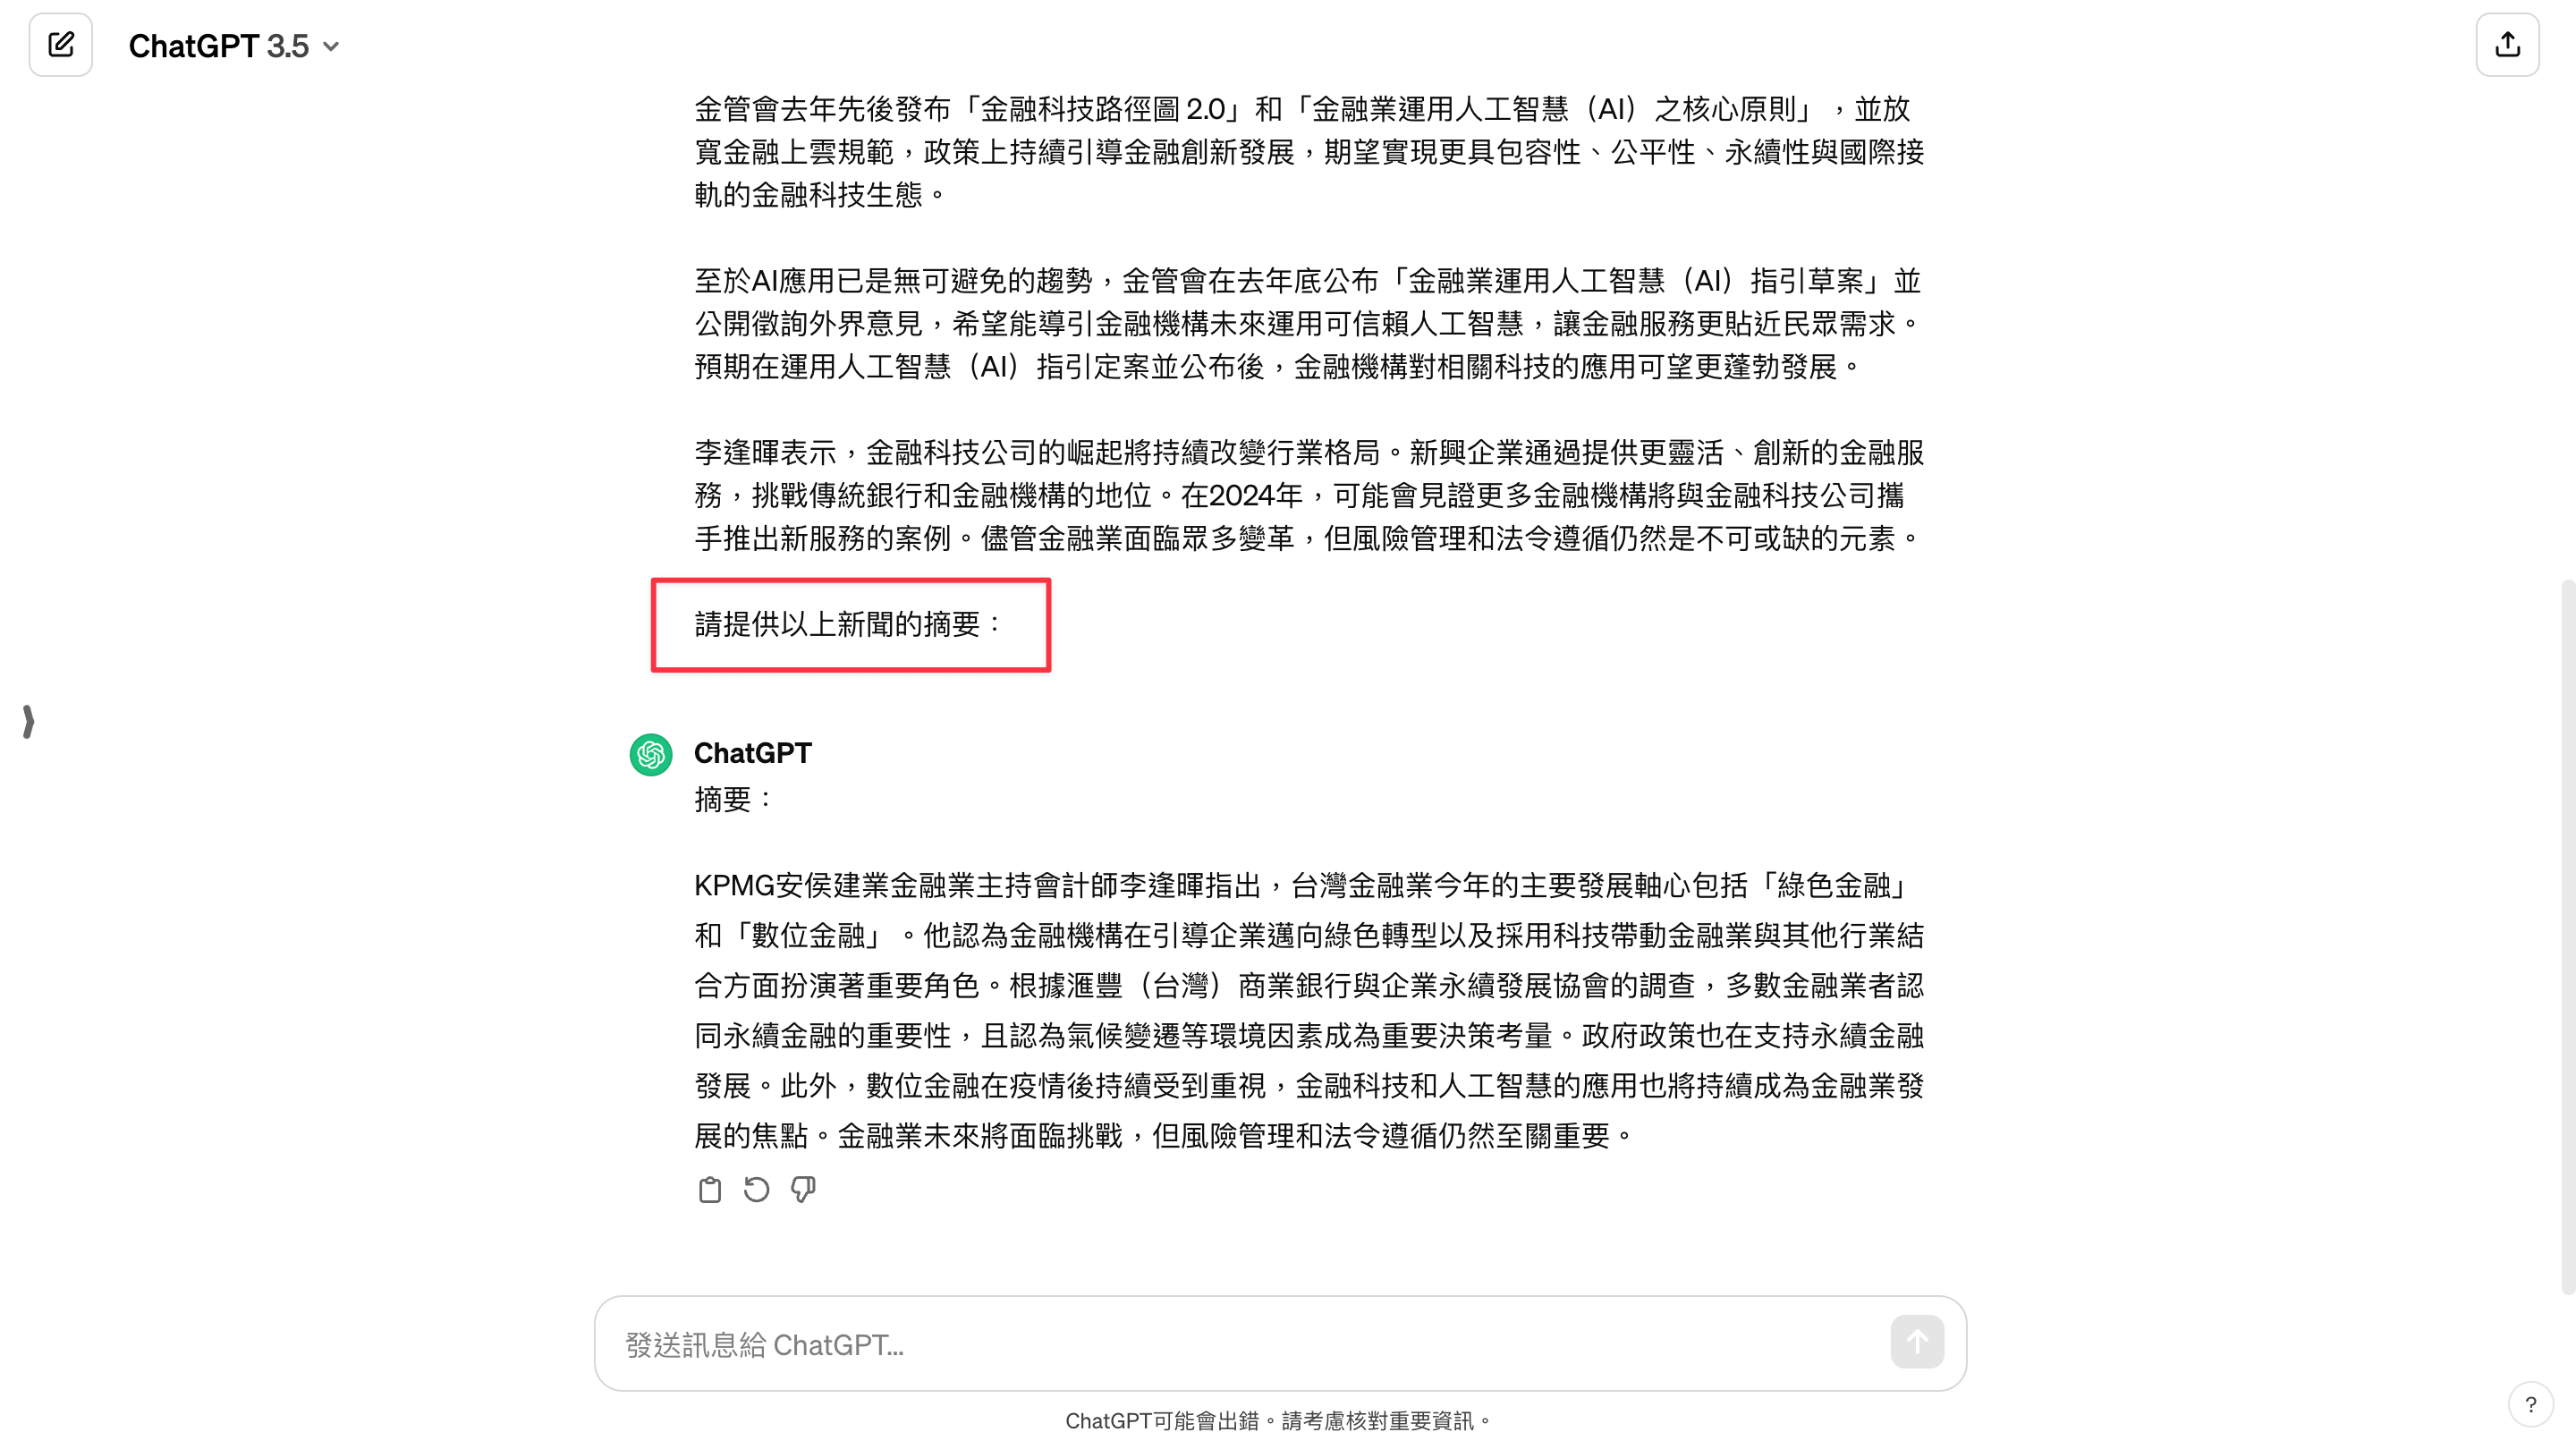 ChatGPT 3.5
金管會去年先後發布「金融科技路徑圖 2.0」和「金融業運用人工智慧（AI）之核心原則」，並放
寬金融上雲規範，政策上持續引導金融創新發展，期望實現更具包容性、公平性、永續性與國際接
軌的金融科技生態。
至於AI應用已是無可避免的趨勢，金管會在去年底公布「金融業運用人工智慧（AI）指引草案」並
公開徵詢外界意見，希望能導引金融機構未來運用可信賴人工智慧，讓金融服務更貼近民眾需求。
預期在運用人工智慧（AI）指引定案並公布後，金融機構對相關科技的應用可望更蓬勃發展。
李逢暉表示，金融科技公司的崛起將持續改變行業格局。新興企業通過提供更靈活、創新的金融服
務，挑戰傳統銀行和金融機構的地位。在2024年，可能會見證更多金融機構將與金融科技公司攜
手推出新服務的案例。儘管金融業面臨眾多變革，但風險管理和法令遵循仍然是不可或缺的元素。
請提供以上新聞的摘要：
ChatGPT
摘要：
KPMG安侯建業金融業主持會計師李逢暉指出，台灣金融業今年的主要發展軸心包括「綠色金融」
和「數位金融」。他認為金融機構在引導企業邁向綠色轉型以及採用科技帶動金融業與其他行業結
合方面扮演著重要角色。根據滙豐（台灣）商業銀行與企業永續發展協會的調查，多數金融業者認
同永續金融的重要性，且認為氣候變遷等環境因素成為重要決策考量。政府政策也在支持永續金融
發展。此外，數位金融在疫情後持續受到重視，金融科技和人工智慧的應用也將持續成為金融業發
展的焦點。金融業未來將面臨挑戰，但風險管理和法令遵循仍然至關重要。
發送訊息給 ChatGPT...
ChatGPT可能會出錯。請考慮核對重要資訊。
?